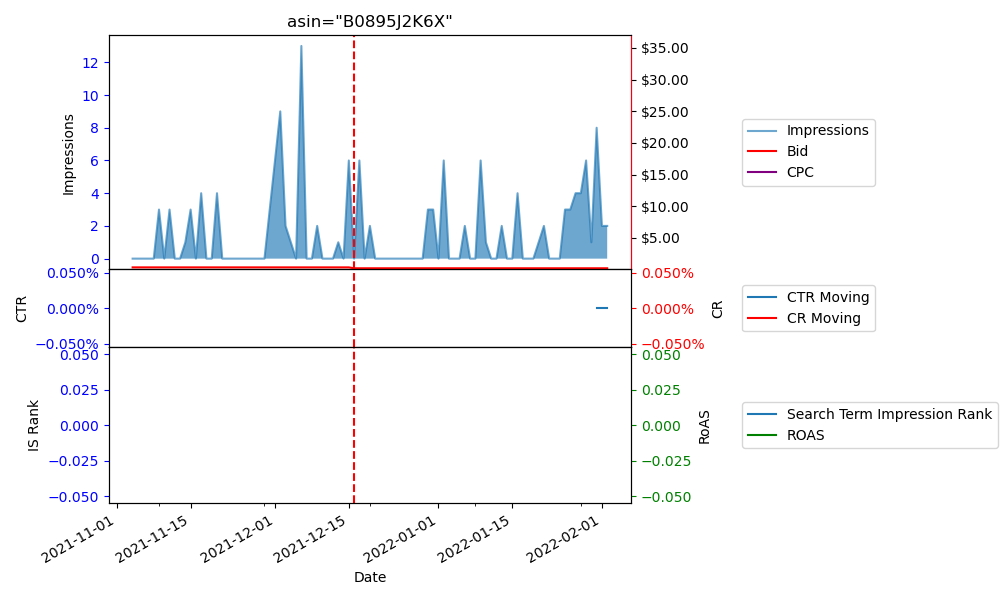 asin="B0895J2K6X"
Impressions
12
10
8
6
4
2
0
$35.00
$30.00
$25.00
$20.00
$15.00
$10.00
$5.00
Impressions
Bid
CPC
CTR
0.050%
0.000%
−0.050%
0.050%
0.000%
−0.050%
CR
CTR Moving
CR Moving
IS Rank
0.050
0.025
0.000
−0.025
−0.050
0.050
0.025
0.000
−0.025
−0.050
RoAS
Search Term Impression Rank
ROAS
2021-11-01
2021-11-15
2021-12-01
2021-12-15
2022-01-01
2022-01-15
2022-02-01
Date